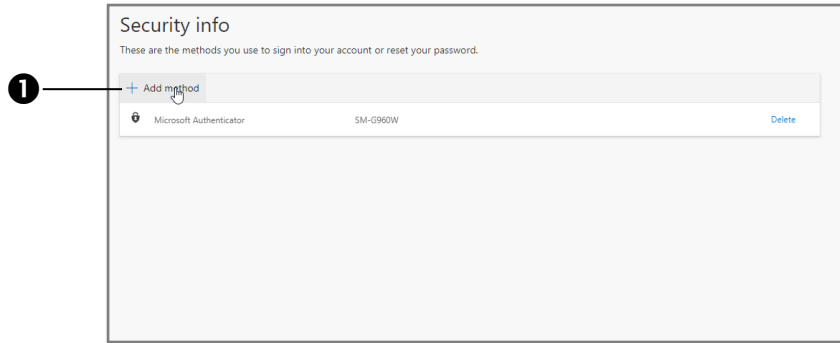 Security info
These are the methods you use to sign into your account or reset your password.
1
+ Add method
Microsoft Authenticator SM-G960W Delete